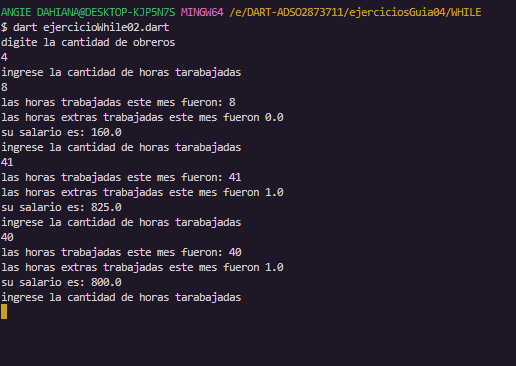 ANGIE DAHIANA@DESKTOP-KJP5N7S MINGW64 /e/DART-ADSO2873711/ejerciciosGuia04/WHILE
$ dart ejercicioWhile02.dart
digite la cantidad de obreros
4
ingrese la cantidad de horas tarabajadas
8
las horas trabajadas este mes fueron: 8
las horas extras trabajadas este mes fueron 0.0
su salario es: 160.0
ingrese la cantidad de horas tarabajadas
41
las horas trabajadas este mes fueron: 41
las horas extras trabajadas este mes fueron 1.0
su salario es: 825.0
ingrese la cantidad de horas tarabajadas
40
las horas trabajadas este mes fueron: 40
las horas extras trabajadas este mes fueron 1.0
su salario es: 800.0
ingrese la cantidad de horas tarabajadas